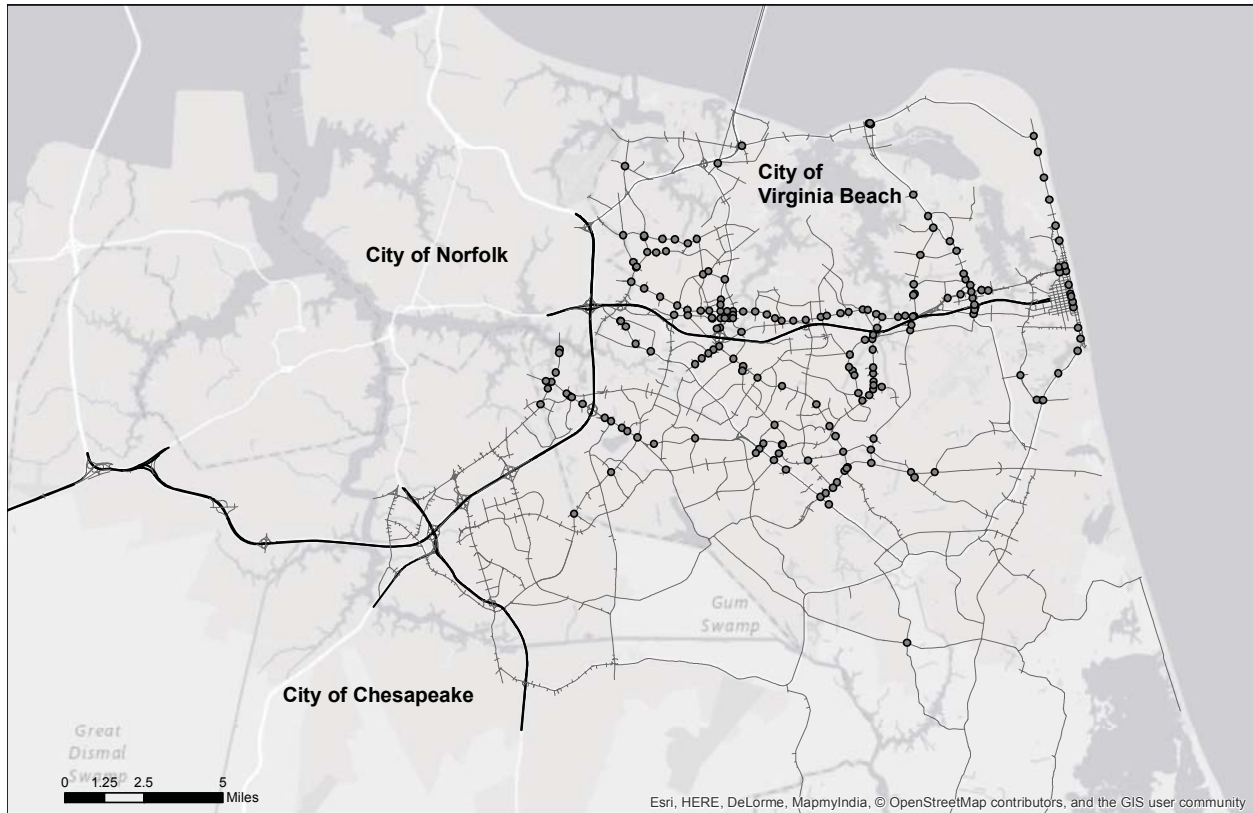 City of
Virginia Beach
City of Norfolk
Gum
Swamp
City of Chesapeake
Great
Dismal
Swamp
0 1.25 2.5 5
Miles
Esri, HERE, DeLorme, MapmyIndia, © OpenStreetMap contributors, and the GIS user community